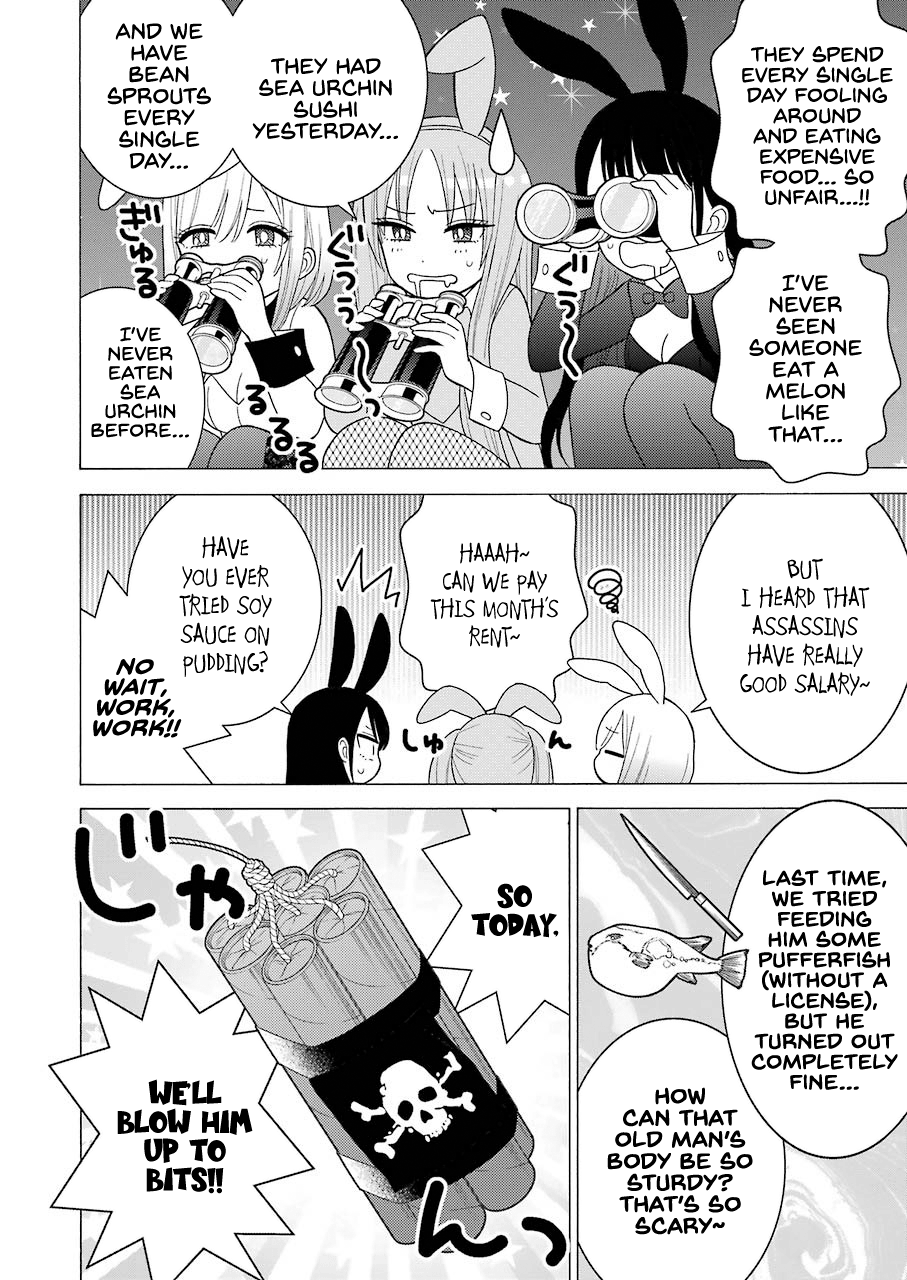 THEY SPEND
EVERY SINGLE
DAY FOOLING
AROUND
AND EATING
EXPENSIVE
FOOD... SO
UNFAIR...!!
I'VE
NEVER
SEEN
SOMEONE
EAT A
MELON
LIKE
THAT...
ぐぅ〜
THEY HAD
SEA URCHIN
SUSHI
YESTERDAY...
ぐうぅ〜っ
AND WE
HAVE
BEAN
SPROUTS
EVERY
SINGLE
DAY...
ぎゅる
るるる
I'VE
NEVER
EATEN
SEA
URCHIN
BEFORE...
BUT
I HEARD THAT
ASSASSINS
HAVE REALLY
GOOD SALARY~
HAAAH~
CAN WE PAY
THIS MONTH'S
RENT~
しゅん
HAVE
YOU EVER
TRIED SOY
SAUCE ON
PUDDING?
NO
WAIT,
WORK,
WORK!!
LAST TIME,
WE TRIED
FEEDING
HIM SOME
PUFFERFISH
(WITHOUT A
LICENSE),
BUT HE
TURNED OUT
COMPLETELY
FINE...
HOW
CAN THAT
OLD MAN'S
BODY BE SO
STURDY?
THAT'S SO
SCARY~
SO
TODAY,
じゃ
んっ
WE'LL
BLOW HIM
UP TO
BITS!!